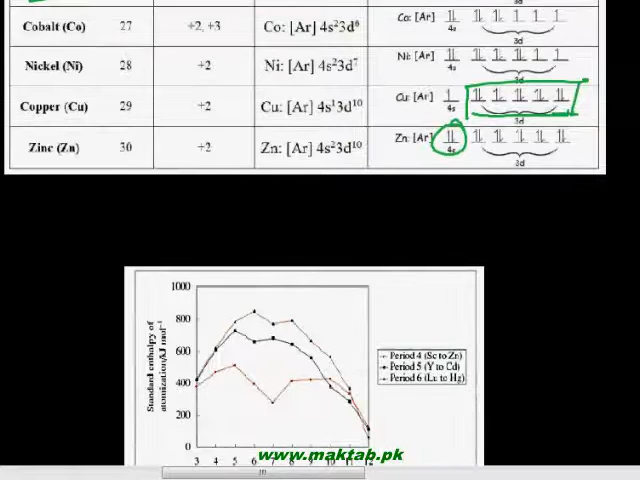 3d
Cobalt (Co) 27 +2, +3 Co: [Ar] 4s²3d⁶ Co: [Ar] 4s 3d
Nickel (Ni) 28 +2 Ni: [Ar] 4s²3d⁷ Ni: [Ar] 4s 3d
Copper (Cu) 29 +2 Cu: [Ar] 4s¹3d¹⁰ Cu: [Ar] 4s 3d
Zinc (Zn) 30 +2 Zn: [Ar] 4s²3d¹⁰ Zn: [Ar] 4s 3d
Standard enthalpy of
atomization/kJ mol⁻¹
1000
800
600
400
200
0
3 4 5 6 7 8 9 10 11 12
Period 4 (Sc to Zn)
Period 5 (Y to Cd)
Period 6 (Lu to Hg)
www.maktab.pk